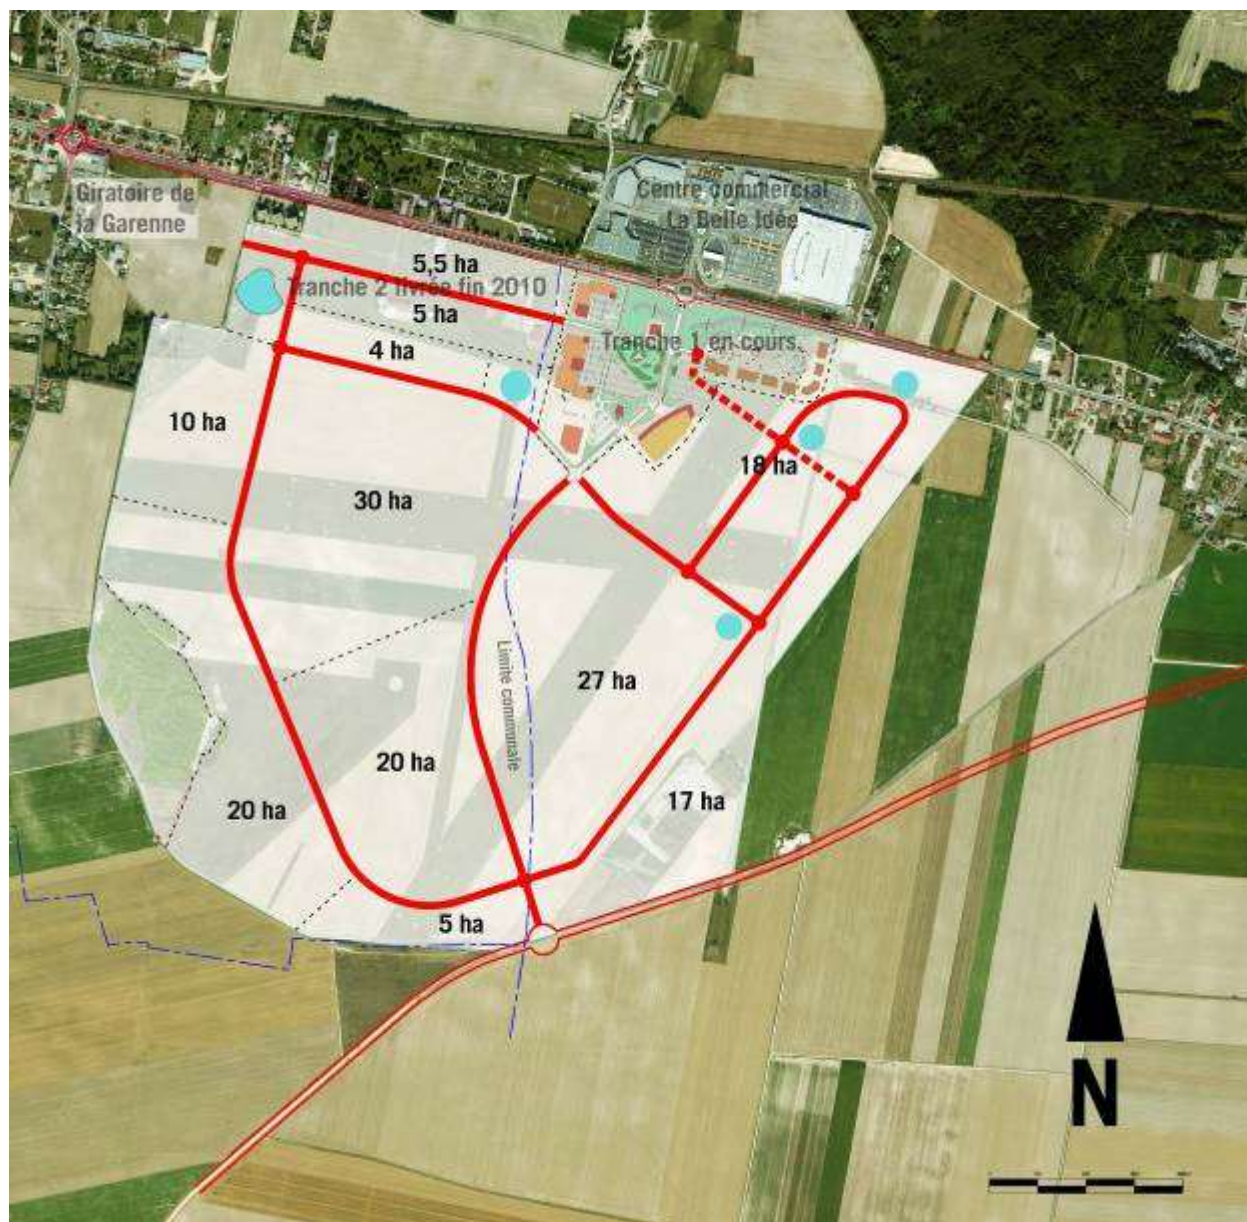 Giratoire de
la Garenne
Centre commercial
La Belle Idée
5,5 ha
Tranche 2 livrée fin 2010
5 ha
4 ha
Tranche 1 en cours.
10 ha
18 ha
30 ha
Limite communale
27 ha
20 ha
20 ha
17 ha
5 ha
N